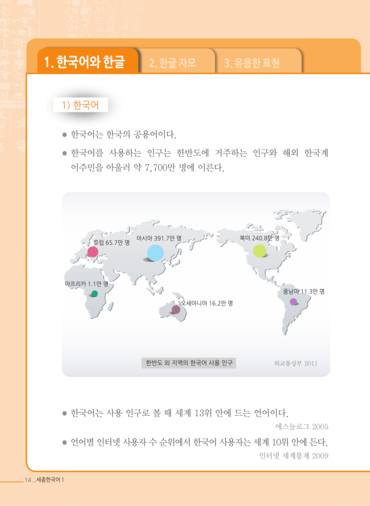 1. 한국어와 한글
2. 한글 자모
3. 유용한 표현
1) 한국어
● 한국어는 한국의 공용어이다.
● 한국어를 사용하는 인구는 한반도에 거주하는 인구와 해외 한국계
이주민을 아울러 약 7,700만 명에 이른다.
유럽 65.7만 명
아시아 391.7만 명
북미 240.8만 명
아프리카 1.1만 명
중남미 11.3만 명
오세아니아 16.2만 명
한반도 외 지역의 한국어 사용 인구
외교통상부 2011
● 한국어는 사용 인구로 볼 때 세계 13위 안에 드는 언어이다.
에스놀로그 2005
● 언어별 인터넷 사용자 수 순위에서 한국어 사용자는 세계 10위 안에 든다.
인터넷 세계통계 2009
14 _ 세종한국어 1